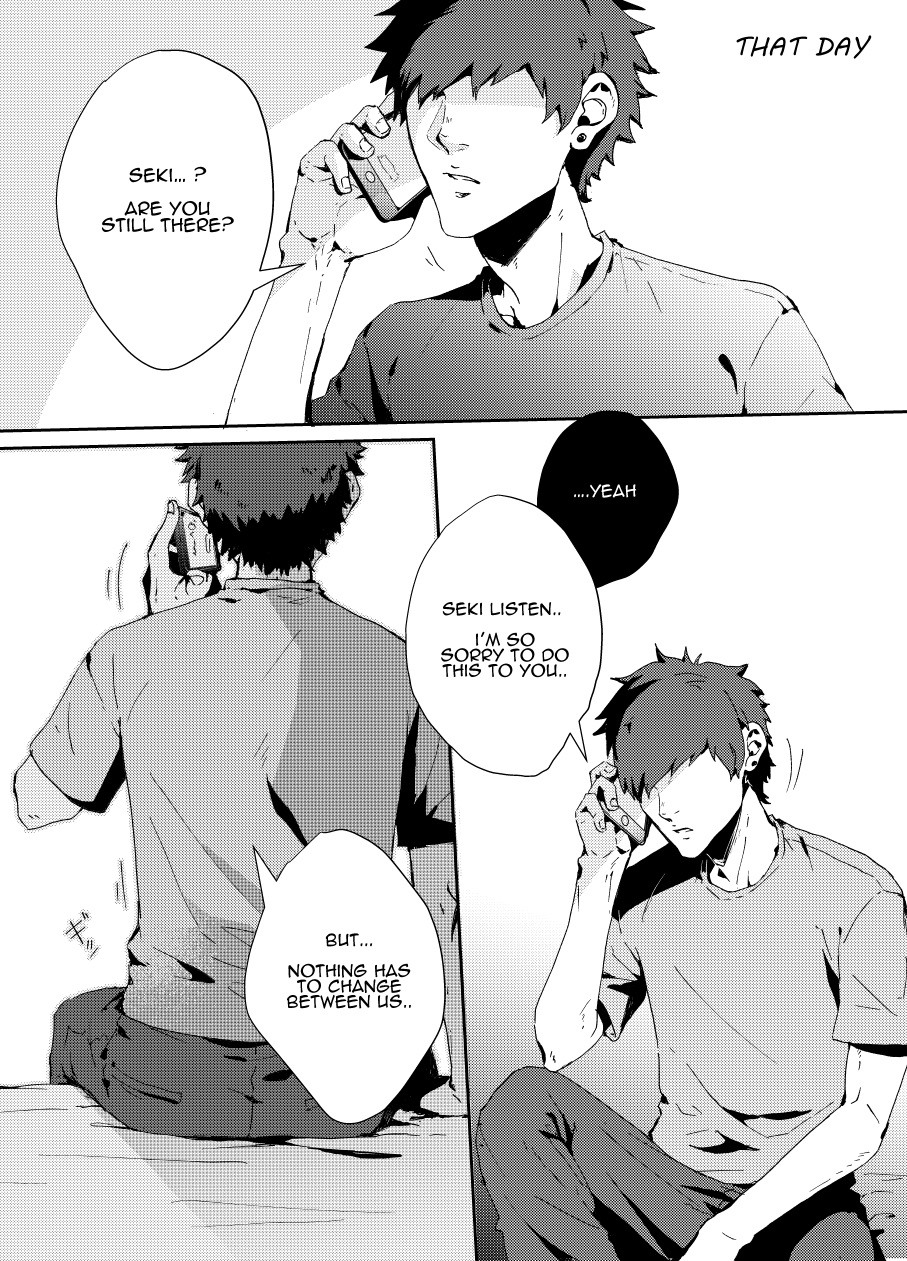 THAT DAY
SEKI... ?
ARE YOU
STILL THERE?
....YEAH
SEKI LISTEN..
I'M SO
SORRY TO DO
THIS TO YOU..
BUT...
NOTHING HAS
TO CHANGE
BETWEEN US..
ギッ